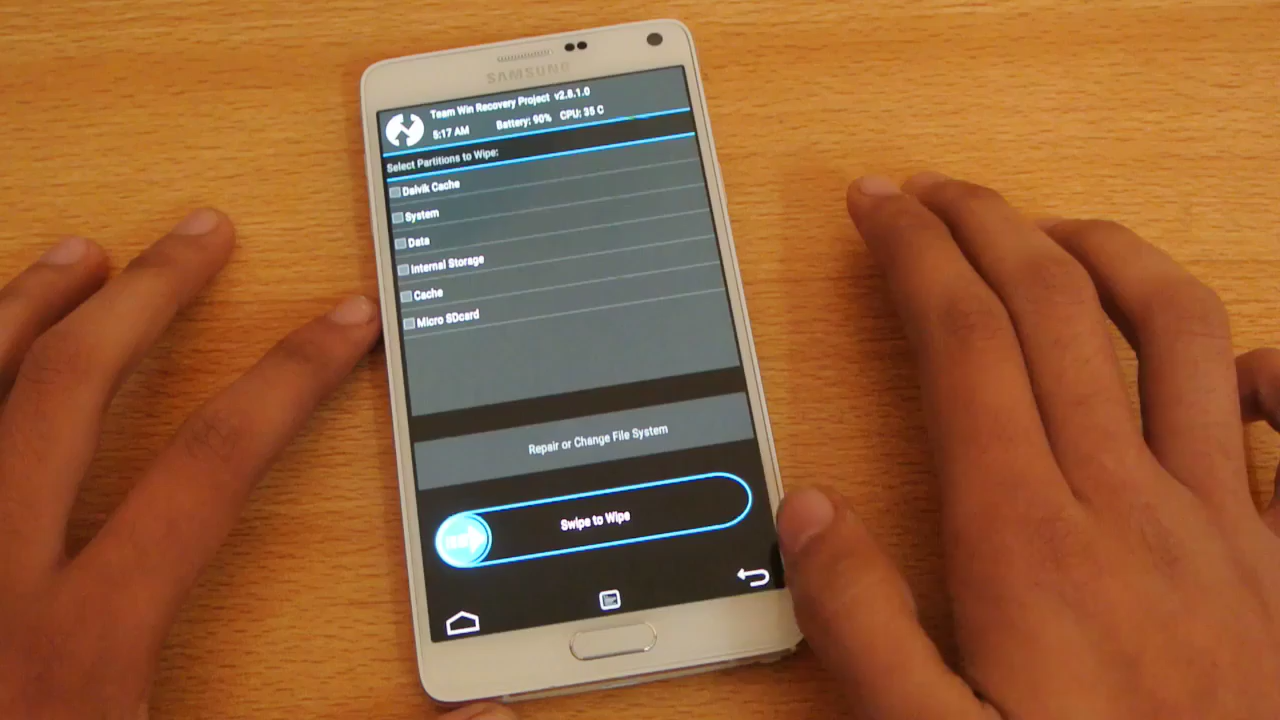 SAMSUNG
Team Win Recovery Project v2.8.1.0
5:17 AM Battery: 90% CPU: 35 C
Select Partitions to Wipe:
Dalvik Cache
System
Data
Internal Storage
Cache
Micro SDcard
Repair or Change File System
Swipe to Wipe